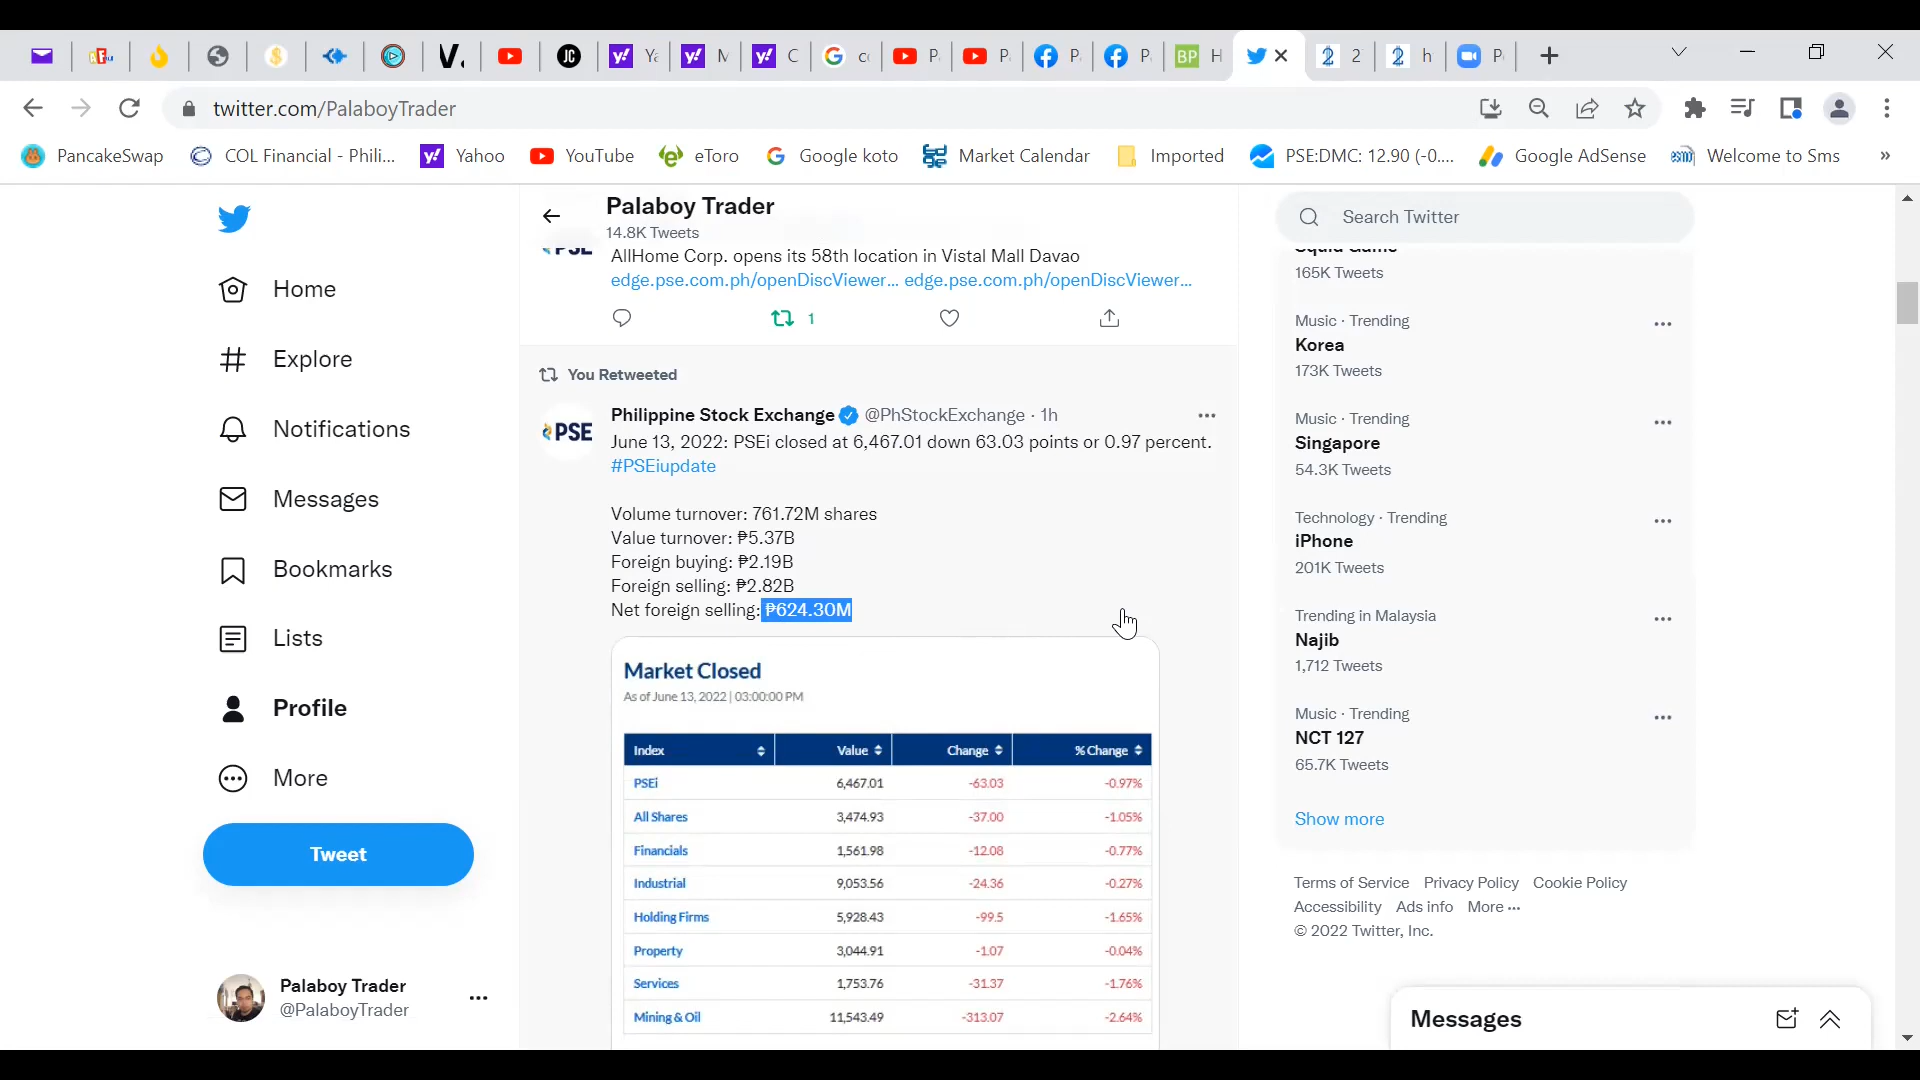 Y
M
C
c
P
P
P
P
BP H
2
h
P
twitter.com/PalaboyTrader
PancakeSwap
COL Financial - Phili...
Yahoo
YouTube
eToro
Google koto
Market Calendar
Imported
PSE:DMC: 12.90 (-0....
Google AdSense
Welcome to Sms
»
Home
Explore
Notifications
Messages
Bookmarks
Lists
Profile
More
Tweet
Palaboy Trader
@PalaboyTrader
Palaboy Trader
14.8K Tweets
PSE
AllHome Corp. opens its 58th location in Vistal Mall Davao
edge.pse.com.ph/openDiscViewer... edge.pse.com.ph/openDiscViewer...
1
You Retweeted
PSE
Philippine Stock Exchange @PhStockExchange · 1h
June 13, 2022: PSEi closed at 6,467.01 down 63.03 points or 0.97 percent.
#PSEiupdate
Volume turnover: 761.72M shares
Value turnover: ₱5.37B
Foreign buying: ₱2.19B
Foreign selling: ₱2.82B
Net foreign selling: ₱624.30M
Market Closed
As of June 13, 2022 | 03:00:00 PM
Index Value Change % Change
PSEi 6,467.01 -63.03 -0.97%
All Shares 3,474.93 -37.00 -1.05%
Financials 1,561.98 -12.08 -0.77%
Industrial 9,053.56 -24.36 -0.27%
Holding Firms 5,928.43 -99.5 -1.65%
Property 3,044.91 -1.07 -0.04%
Services 1,753.76 -31.37 -1.76%
Mining & Oil 11,543.49 -313.07 -2.64%
Search Twitter
Squid Game
165K Tweets
Music · Trending
Korea
173K Tweets
Music · Trending
Singapore
54.3K Tweets
Technology · Trending
iPhone
201K Tweets
Trending in Malaysia
Najib
1,712 Tweets
Music · Trending
NCT 127
65.7K Tweets
Show more
Terms of Service Privacy Policy Cookie Policy
Accessibility Ads info More ···
© 2022 Twitter, Inc.
Messages